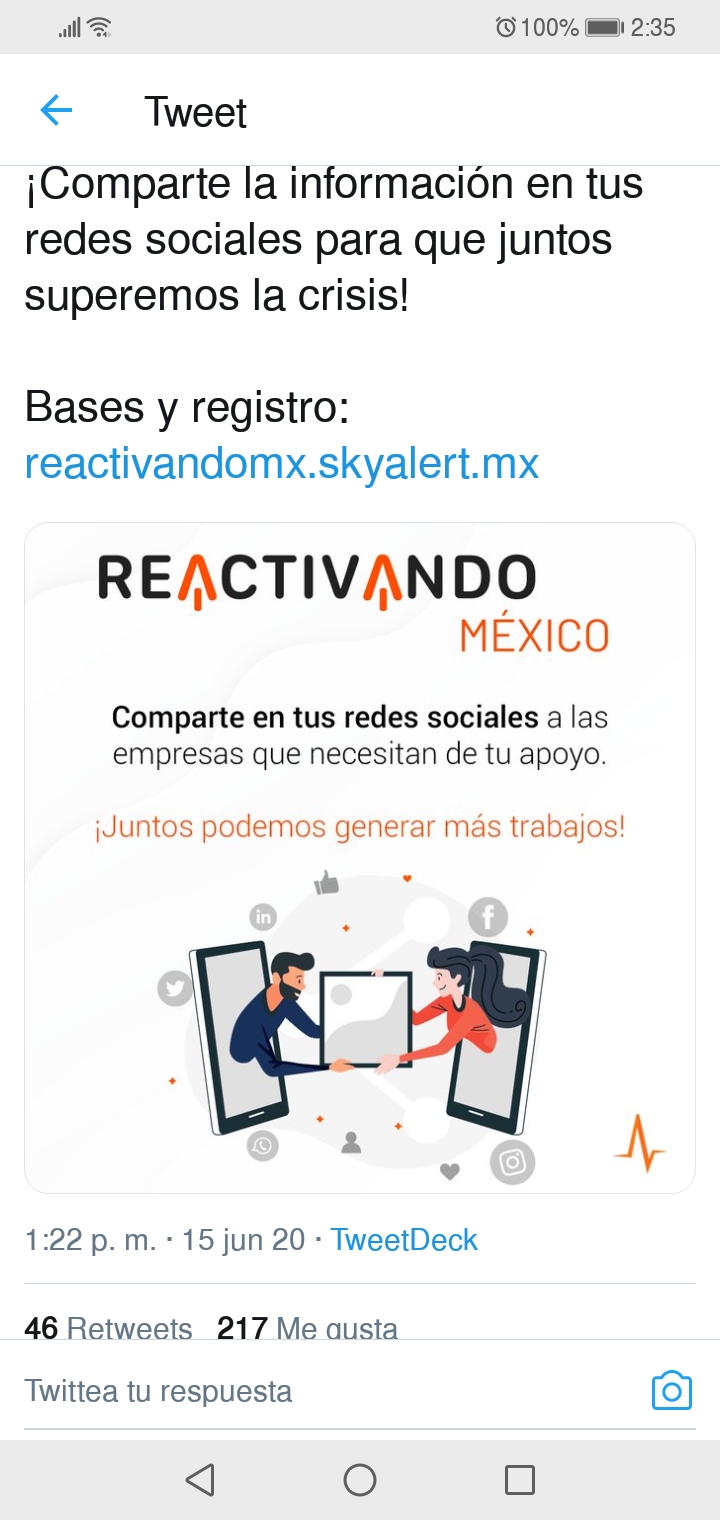 100% 2:35
Tweet
¡Comparte la información en tus
redes sociales para que juntos
superemos la crisis!
Bases y registro:
reactivandomx.skyalert.mx
REACTIVANDO
MÉXICO
Comparte en tus redes sociales a las
empresas que necesitan de tu apoyo.
¡Juntos podemos generar más trabajos!
in
f
1:22 p. m. · 15 jun 20 · TweetDeck
46 Retweets 217 Me gusta
Twittea tu respuesta